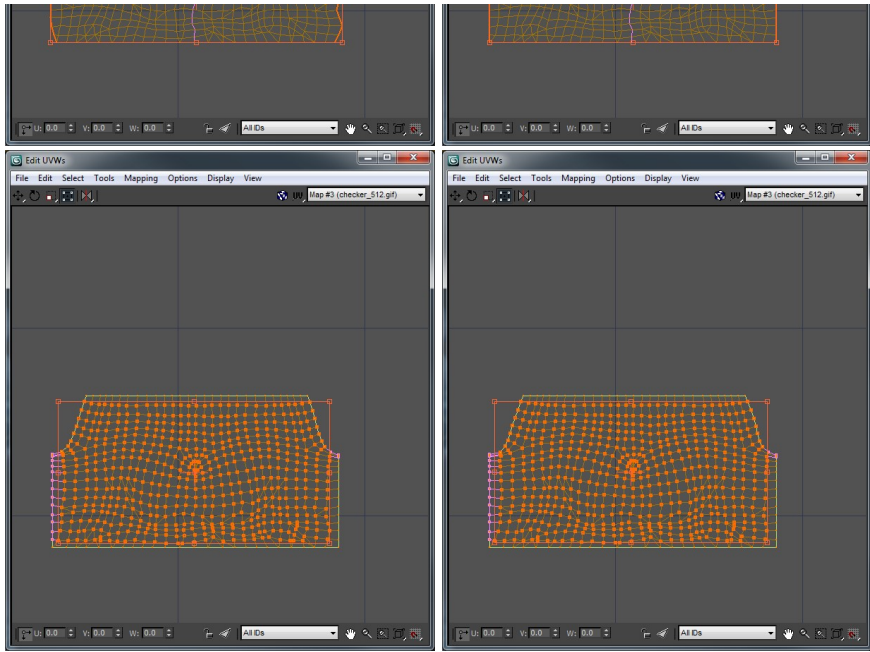 U: 0.0 V: 0.0 W: 0.0 All IDs
U: 0.0 V: 0.0 W: 0.0 All IDs
Edit UVWs
File Edit Select Tools Mapping Options Display View
UV Map #3 (checker_512.gif)
U: 0.0 V: 0.0 W: 0.0 All IDs
Edit UVWs
File Edit Select Tools Mapping Options Display View
UV Map #3 (checker_512.gif)
U: 0.0 V: 0.0 W: 0.0 All IDs